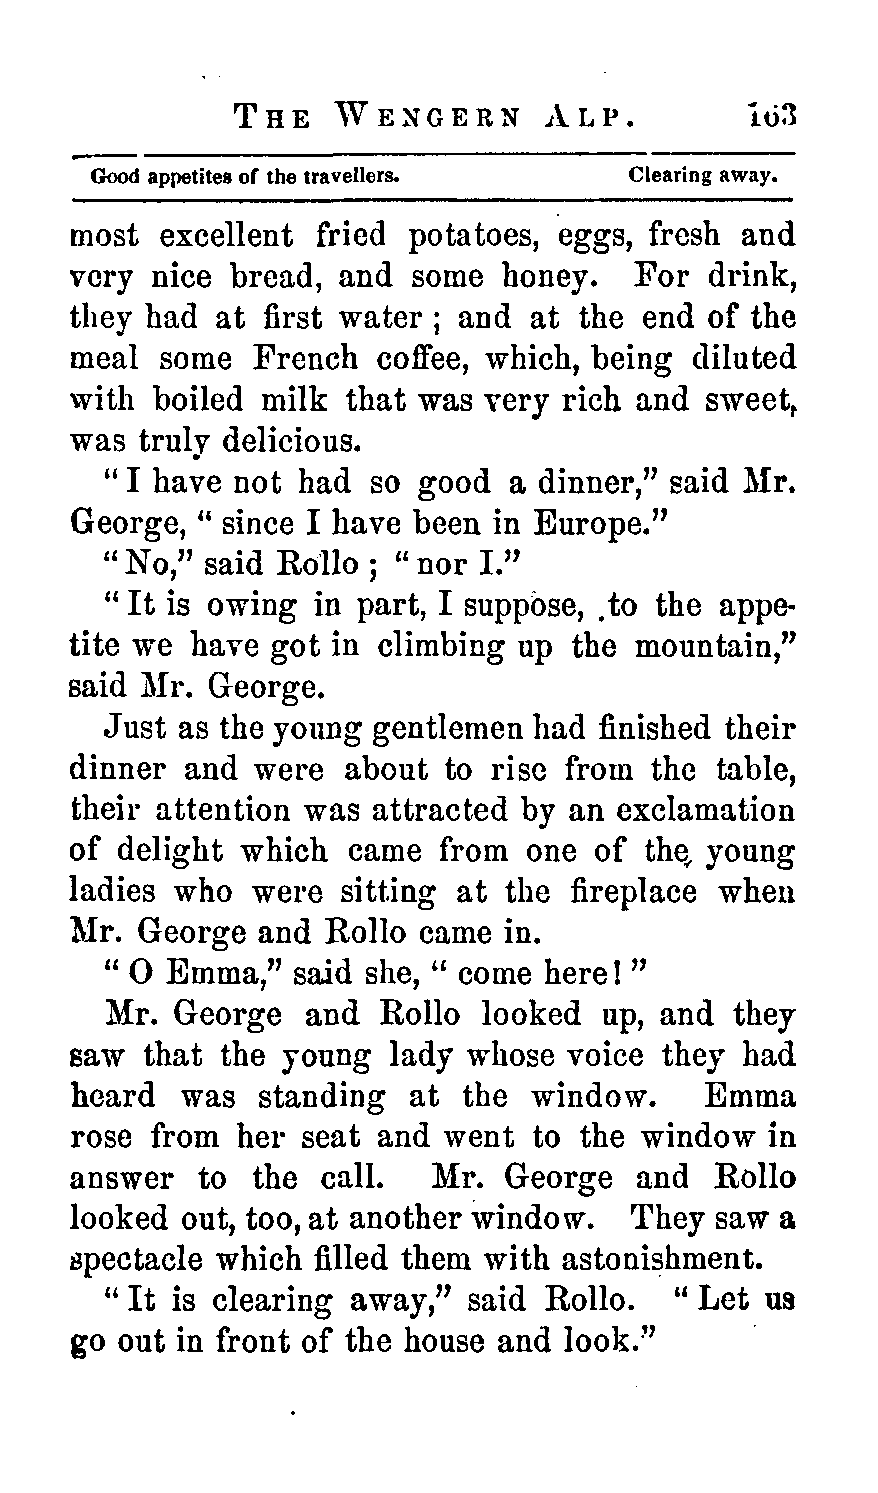 THE WENGERN ALP. 163
Good appetites of the travellers. Clearing away.
most excellent fried potatoes, eggs, fresh and
very nice bread, and some honey. For drink,
they had at first water ; and at the end of the
meal some French coffee, which, being diluted
with boiled milk that was very rich and sweet,
was truly delicious.
“ I have not had so good a dinner,” said Mr.
George, “ since I have been in Europe.”
“ No,” said Rollo ; “ nor I.”
“ It is owing in part, I suppose, to the appe-
tite we have got in climbing up the mountain,”
said Mr. George.
Just as the young gentlemen had finished their
dinner and were about to rise from the table,
their attention was attracted by an exclamation
of delight which came from one of the young
ladies who were sitting at the fireplace when
Mr. George and Rollo came in.
“ O Emma,” said she, “ come here! ”
Mr. George and Rollo looked up, and they
saw that the young lady whose voice they had
heard was standing at the window. Emma
rose from her seat and went to the window in
answer to the call. Mr. George and Rollo
looked out, too, at another window. They saw a
spectacle which filled them with astonishment.
“ It is clearing away,” said Rollo. “ Let us
go out in front of the house and look.”